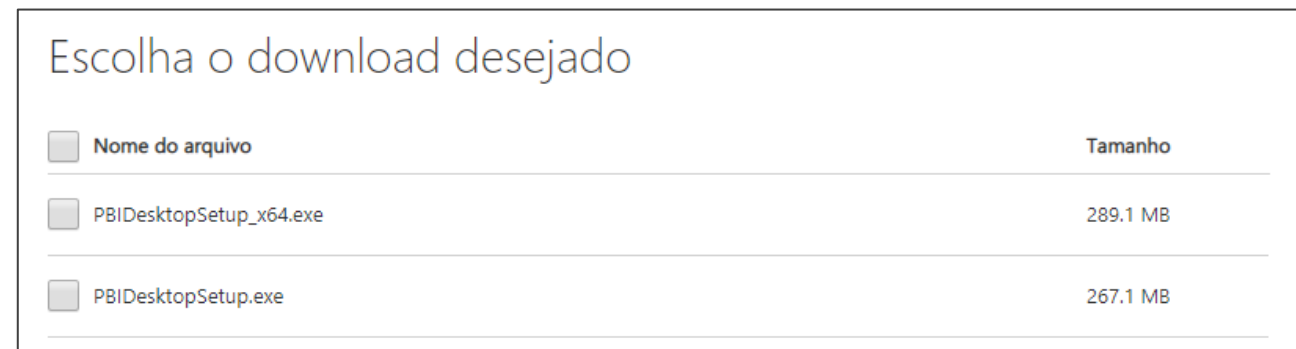 Escolha o download desejado
Nome do arquivo Tamanho
PBIDesktopSetup_x64.exe 289.1 MB
PBIDesktopSetup.exe 267.1 MB